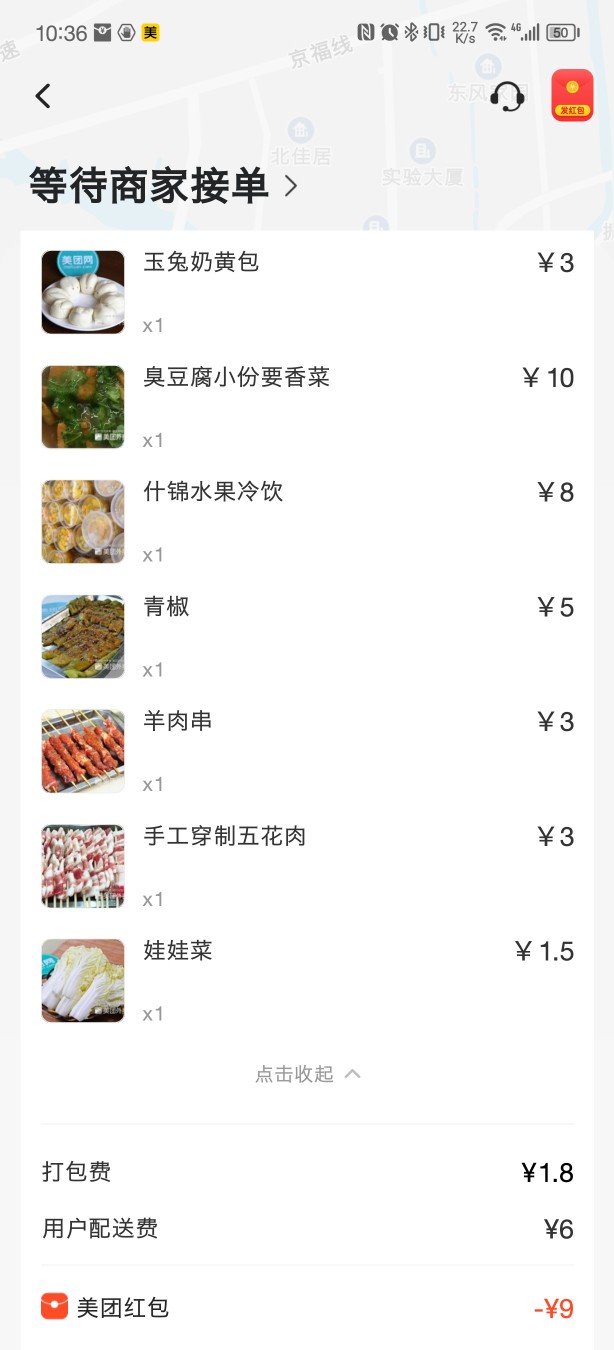 10:36 美 22.7 K/s 4G 50
京福线
速
东风
发红包
北佳居
实验大厦
等待商家接单
美团网
玉兔奶黄包 ¥3
x1
臭豆腐小份要香菜 ¥10
美团外卖
x1
什锦水果冷饮 ¥8
x1
青椒 ¥5
x1
羊肉串 ¥3
x1
手工穿制五花肉 ¥3
x1
娃娃菜 ¥1.5
x1
点击收起
打包费 ¥1.8
用户配送费 ¥6
美团红包 -¥9